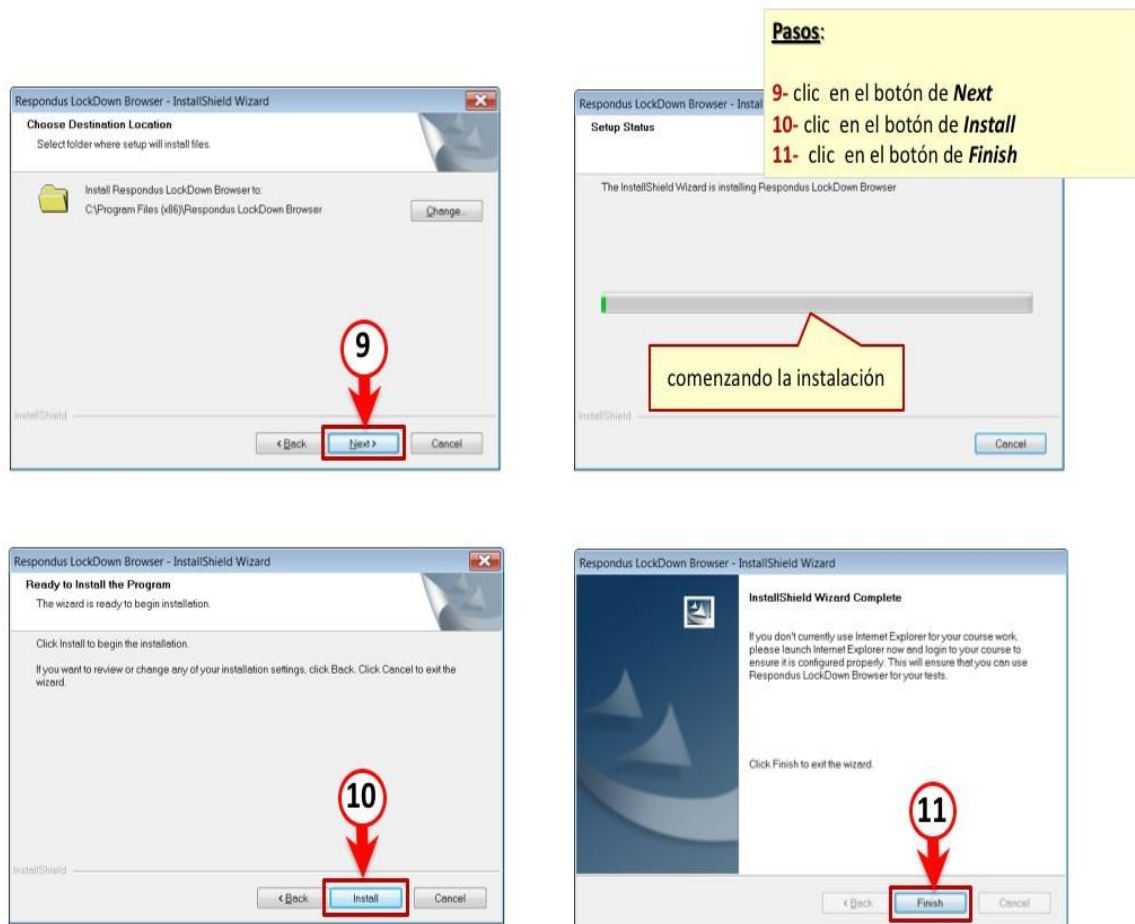 Pasos:
9- clic en el botón de Next
10- clic en el botón de Install
11- clic en el botón de Finish
Respondus LockDown Browser - InstallShield Wizard
Choose Destination Location
Select folder where setup will install files.
Install Respondus LockDown Browser to:
C:\Program Files (x86)\Respondus LockDown Browser
Change...
9
InstallShield
< Back
Next >
Cancel
Respondus LockDown Browser - Instal
Setup Status
The InstallShield Wizard is installing Respondus LockDown Browser
comenzando la instalación
InstallShield
Cancel
Respondus LockDown Browser - InstallShield Wizard
Ready to Install the Program
The wizard is ready to begin installation.
Click Install to begin the installation.
If you want to review or change any of your installation settings, click Back. Click Cancel to exit the
wizard.
10
InstallShield
< Back
Install
Cancel
Respondus LockDown Browser - InstallShield Wizard
InstallShield Wizard Complete
If you don't currently use Internet Explorer for your course work,
please launch Internet Explorer now and login to your course to
ensure it is configured properly. This will ensure that you can use
Respondus LockDown Browser for your tests.
Click Finish to exit the wizard.
11
< Back
Finish
Cancel